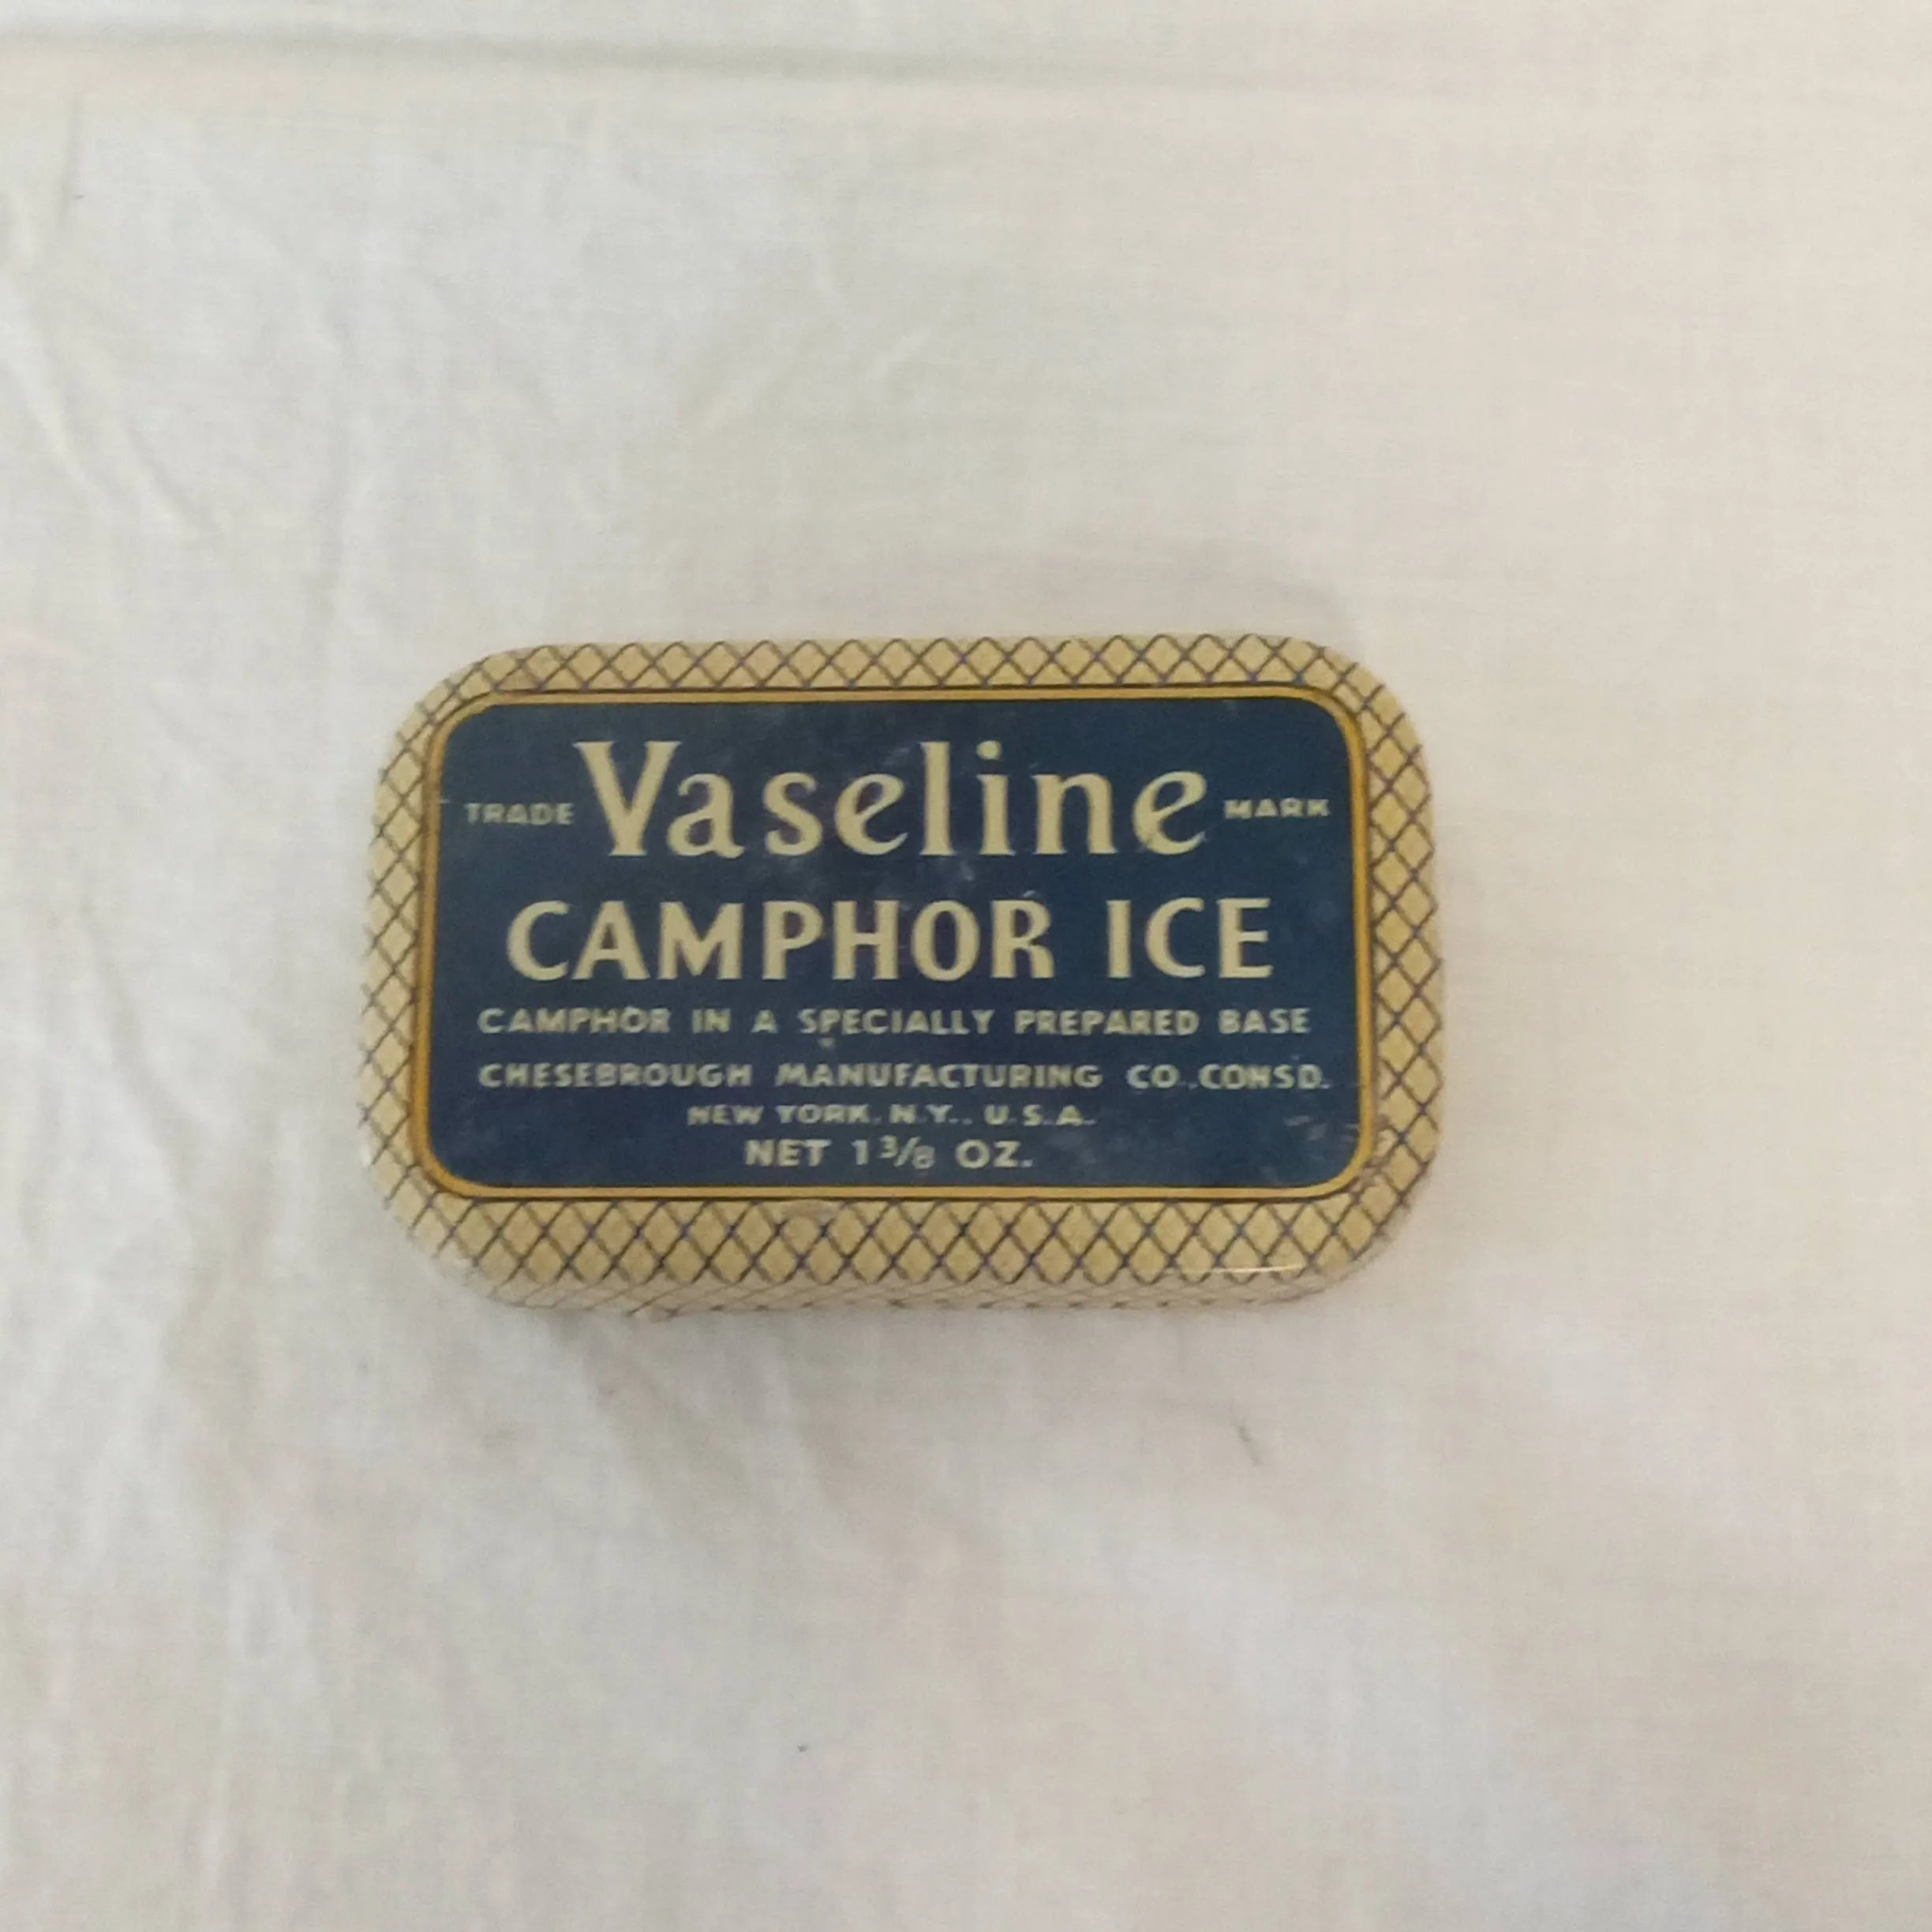 TRADE Vaseline MARK
CAMPHOR ICE
CAMPHOR IN A SPECIALLY PREPARED BASE
CHESEBROUGH MANUFACTURING CO., CONSD.
NEW YORK, N.Y., U.S.A.
NET 1 3/8 OZ.